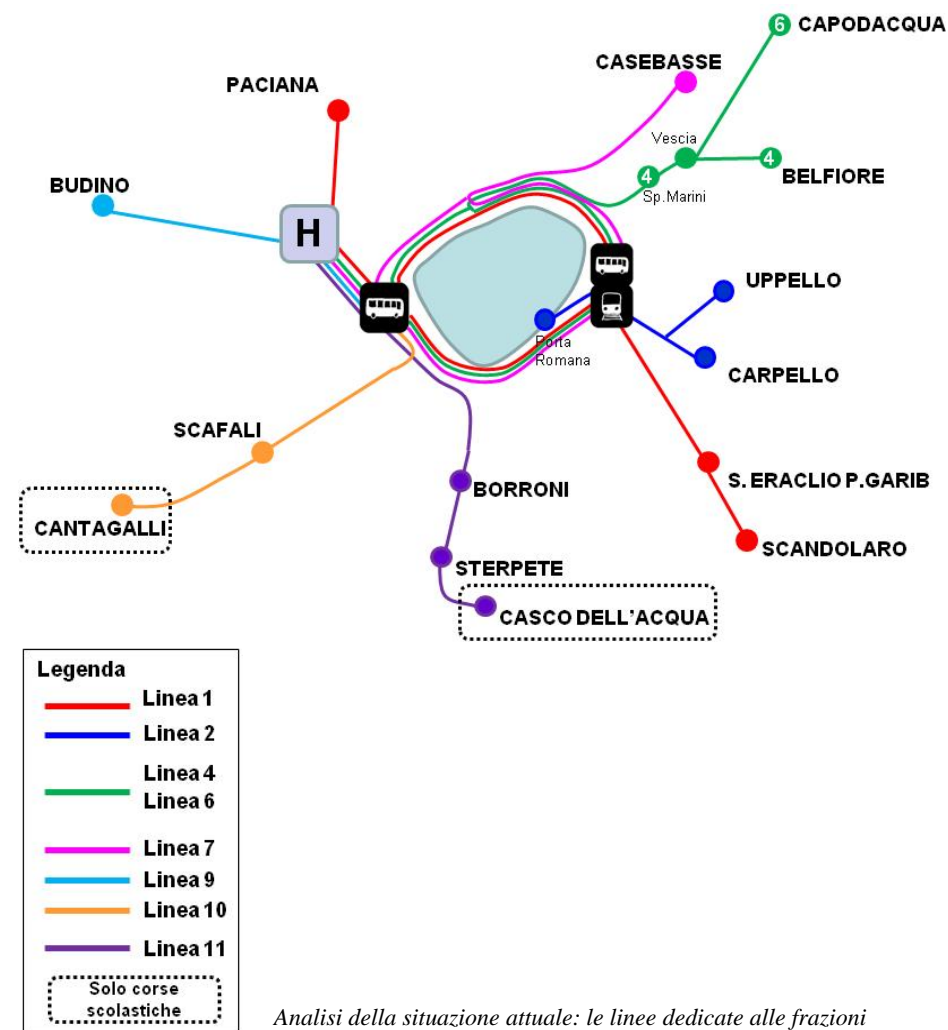 6 CAPODACQUA
CASEBASSE
PACIANA
Vescia
4
4
BELFIORE
BUDINO
Sp.Marini
H
UPPELLO
Porta
Romana
CARPELLO
SCAFALI
S. ERACLIO P.GARIB
BORRONI
CANTAGALLI
SCANDOLARO
STERPETE
CASCO DELL'ACQUA
Legenda
Linea 1
Linea 2
Linea 4
Linea 6
Linea 7
Linea 9
Linea 10
Linea 11
Solo corse
scolastiche
Analisi della situazione attuale: le linee dedicate alle frazioni